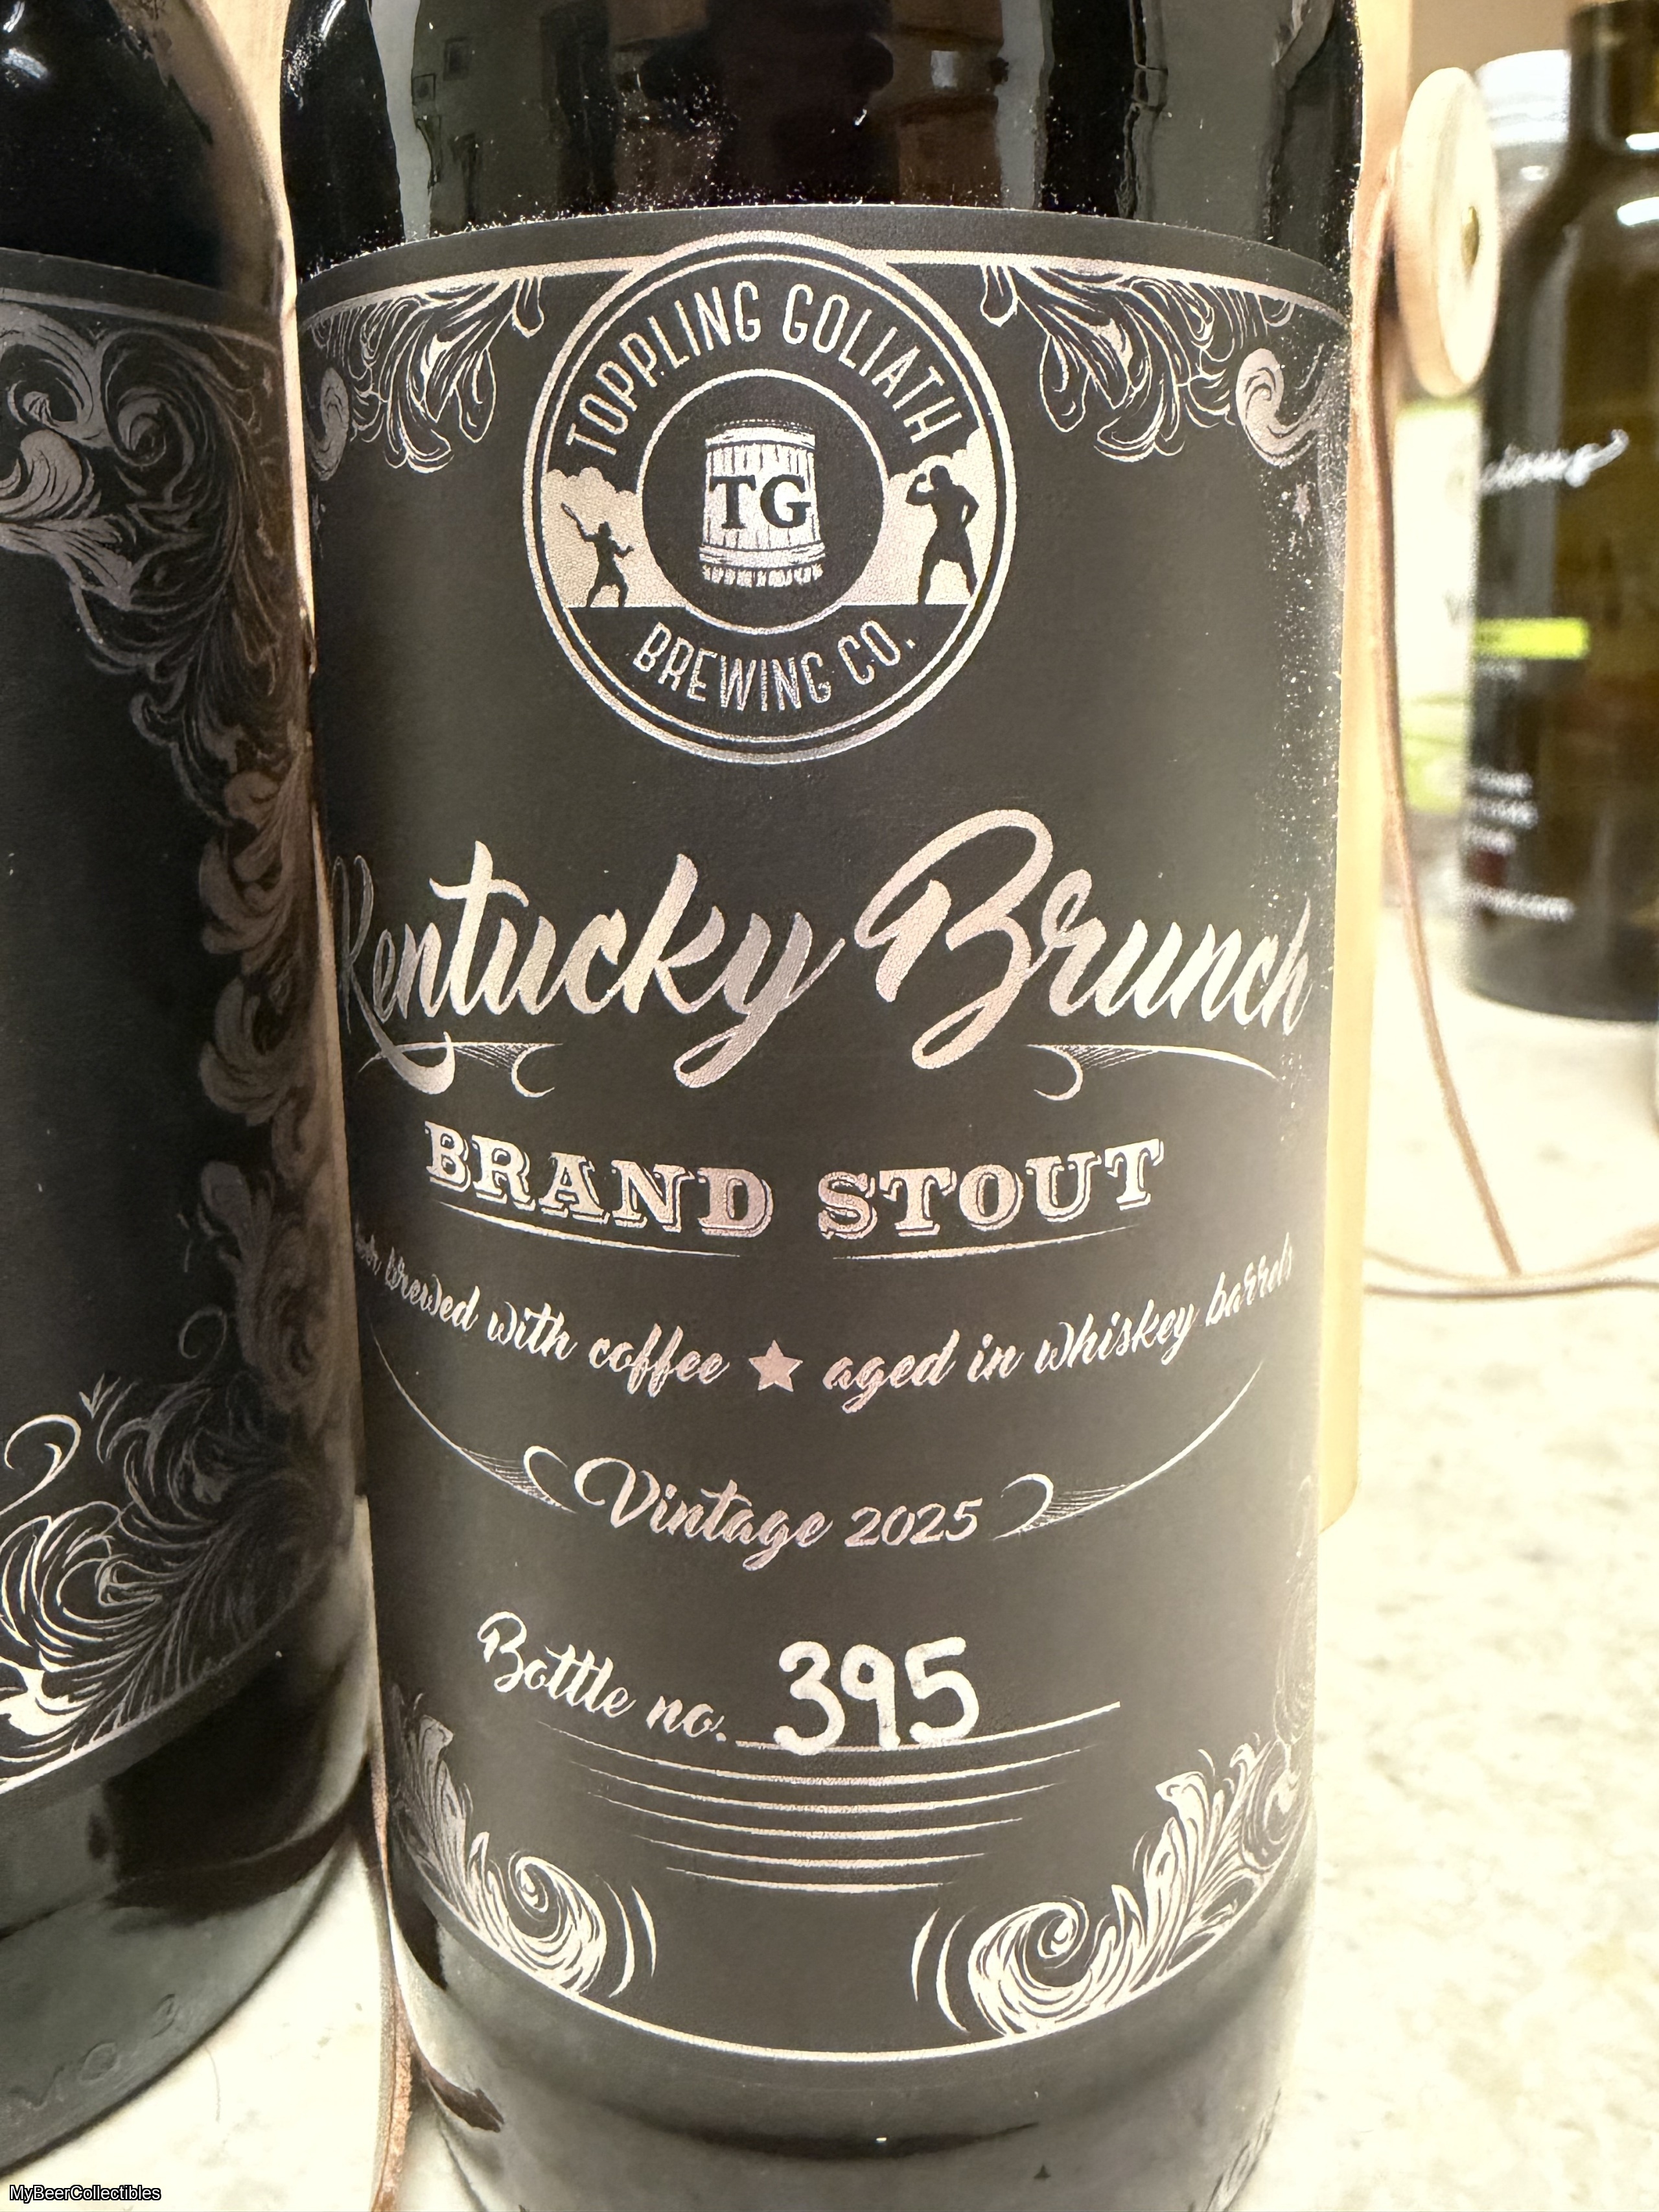 TOPPLING GOLIATH
TG
BREWING CO.
Kentucky Brunch
BRAND STOUT
brewed with coffee ★ aged in whiskey barrels
Vintage 2025
Bottle no. 395
MyBeerCollectibles